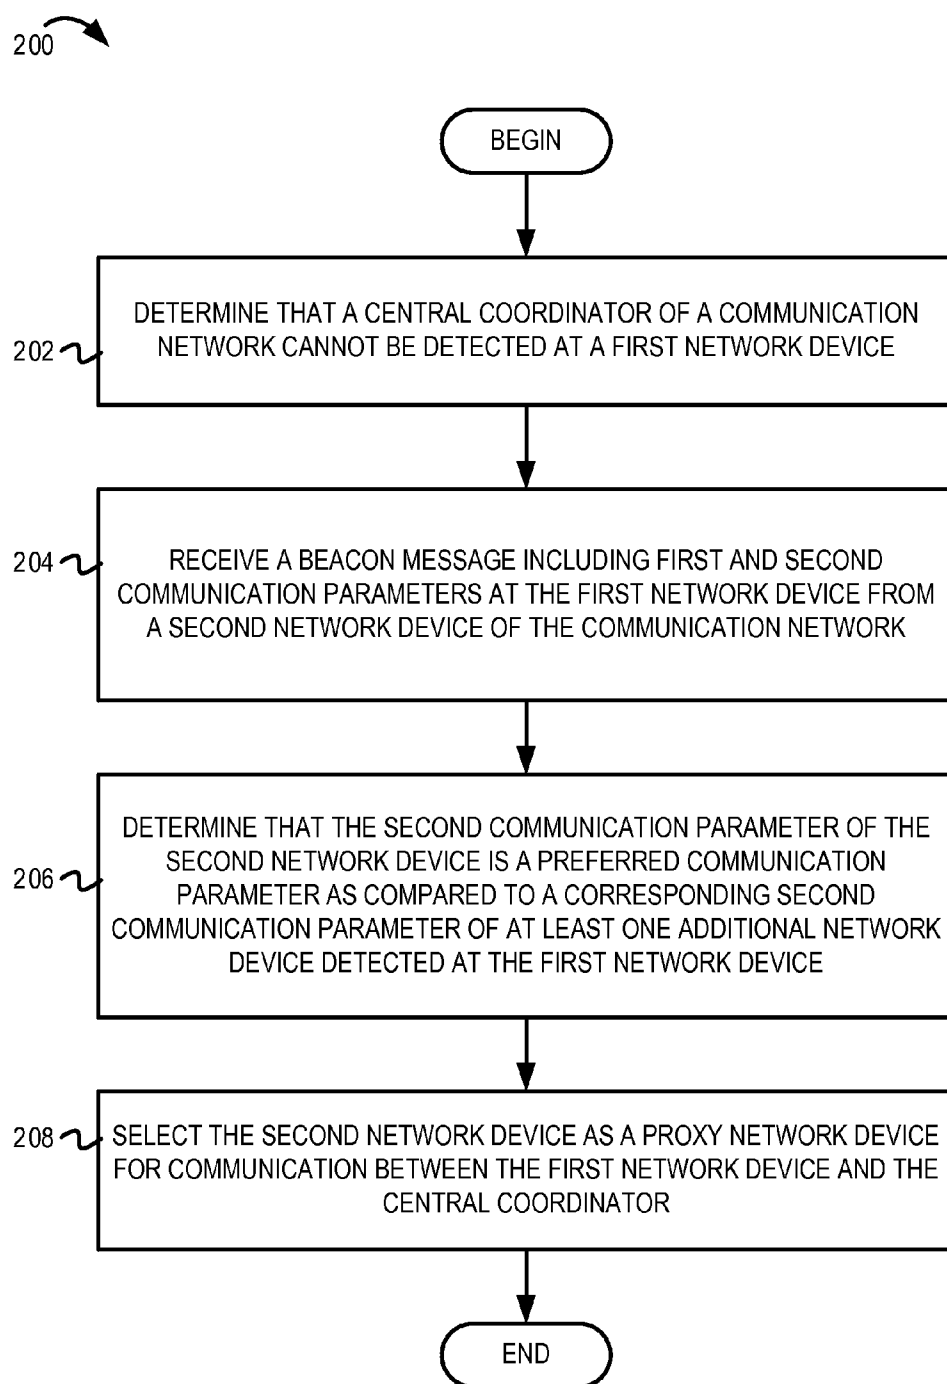 200
BEGIN
202
DETERMINE THAT A CENTRAL COORDINATOR OF A COMMUNICATION
NETWORK CANNOT BE DETECTED AT A FIRST NETWORK DEVICE
204
RECEIVE A BEACON MESSAGE INCLUDING FIRST AND SECOND
COMMUNICATION PARAMETERS AT THE FIRST NETWORK DEVICE FROM
A SECOND NETWORK DEVICE OF THE COMMUNICATION NETWORK
206
DETERMINE THAT THE SECOND COMMUNICATION PARAMETER OF THE
SECOND NETWORK DEVICE IS A PREFERRED COMMUNICATION
PARAMETER AS COMPARED TO A CORRESPONDING SECOND
COMMUNICATION PARAMETER OF AT LEAST ONE ADDITIONAL NETWORK
DEVICE DETECTED AT THE FIRST NETWORK DEVICE
208
SELECT THE SECOND NETWORK DEVICE AS A PROXY NETWORK DEVICE
FOR COMMUNICATION BETWEEN THE FIRST NETWORK DEVICE AND THE
CENTRAL COORDINATOR
END